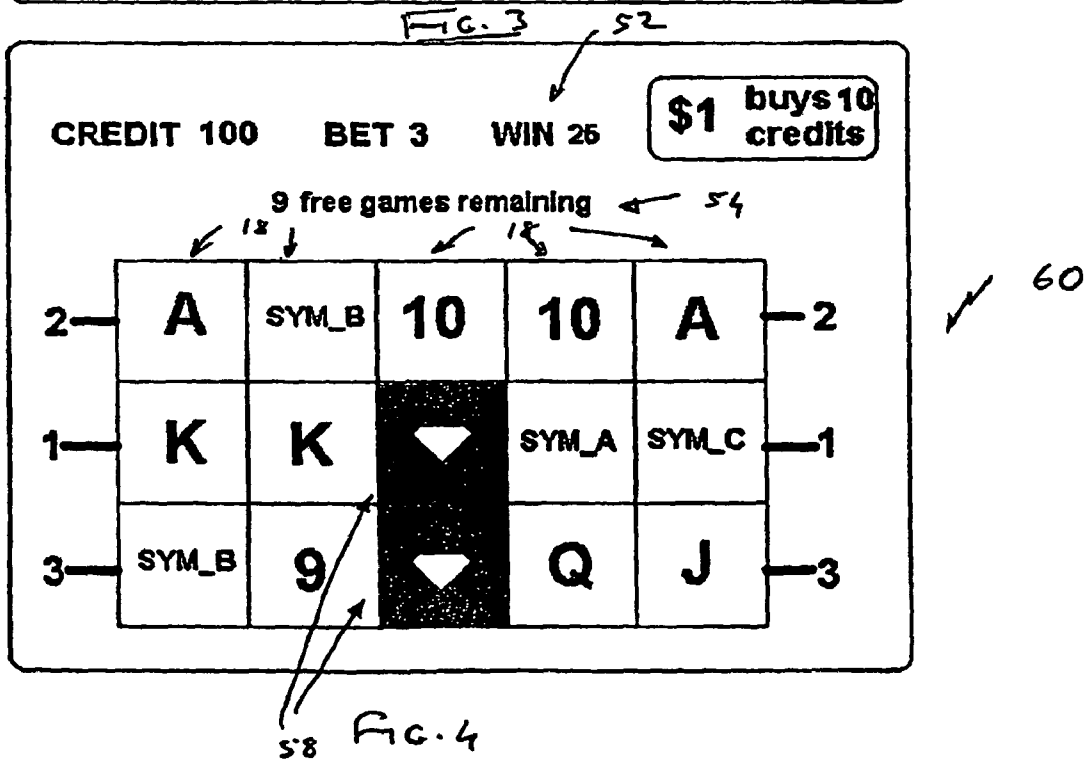 FIG. 3
52
CREDIT 100 BET 3 WIN 25 $1 buys 10 credits
9 free games remaining 54
18 18
60
2 A SYM_B 10 10 A 2
1 K K SYM_A SYM_C 1
3 SYM_B 9 Q J 3
58 FIG. 4